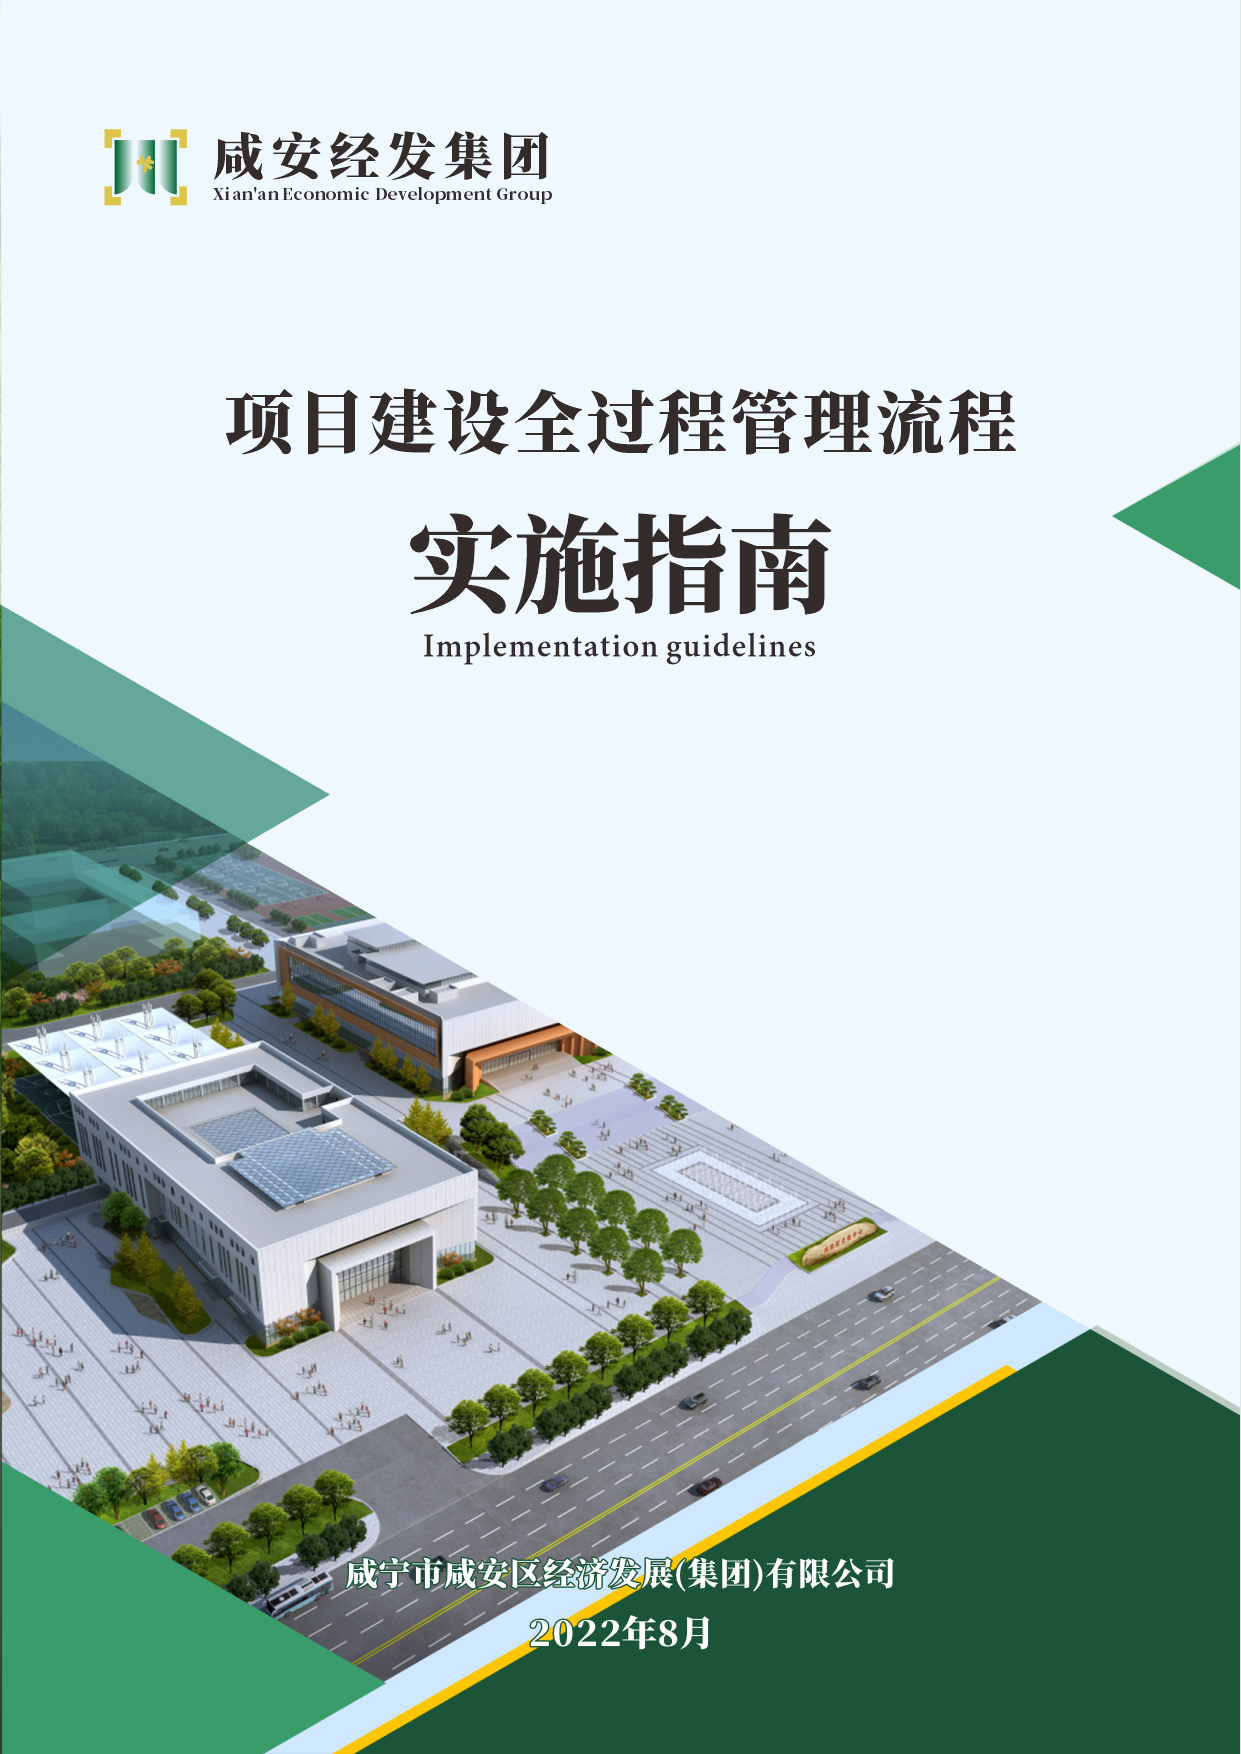 咸安经发集团
Xian'an Economic Development Group
项目建设全过程管理流程
实施指南
Implementation guidelines
咸宁市咸安区经济发展(集团)有限公司
2022年8月